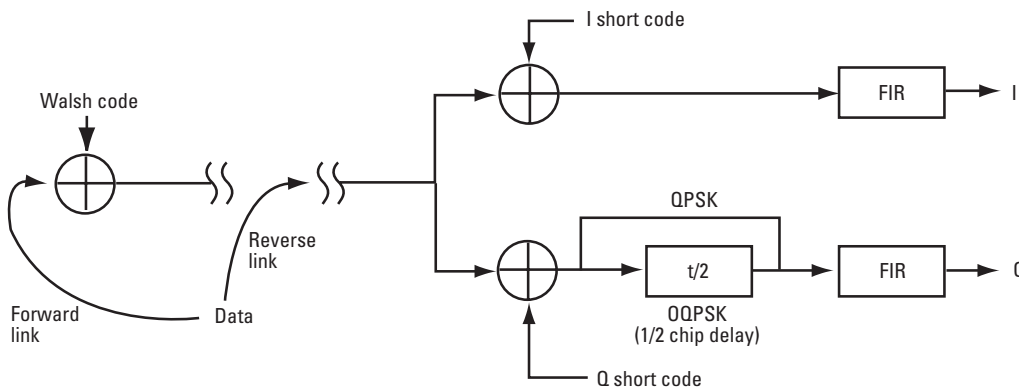 I short code
Walsh code
FIR
I
QPSK
Reverse
link
t/2
FIR
Forward
link
Data
OQPSK
(1/2 chip delay)
Q short code